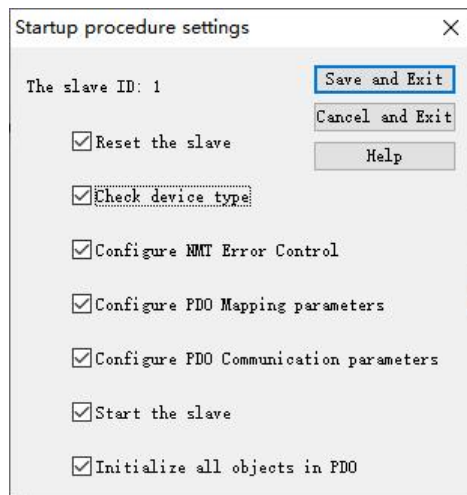 Startup procedure settings
The slave ID: 1
Save and Exit
Cancel and Exit
Help
Reset the slave
Check device type
Configure NMT Error Control
Configure PDO Mapping parameters
Configure PDO Communication parameters
Start the slave
Initialize all objects in PDO